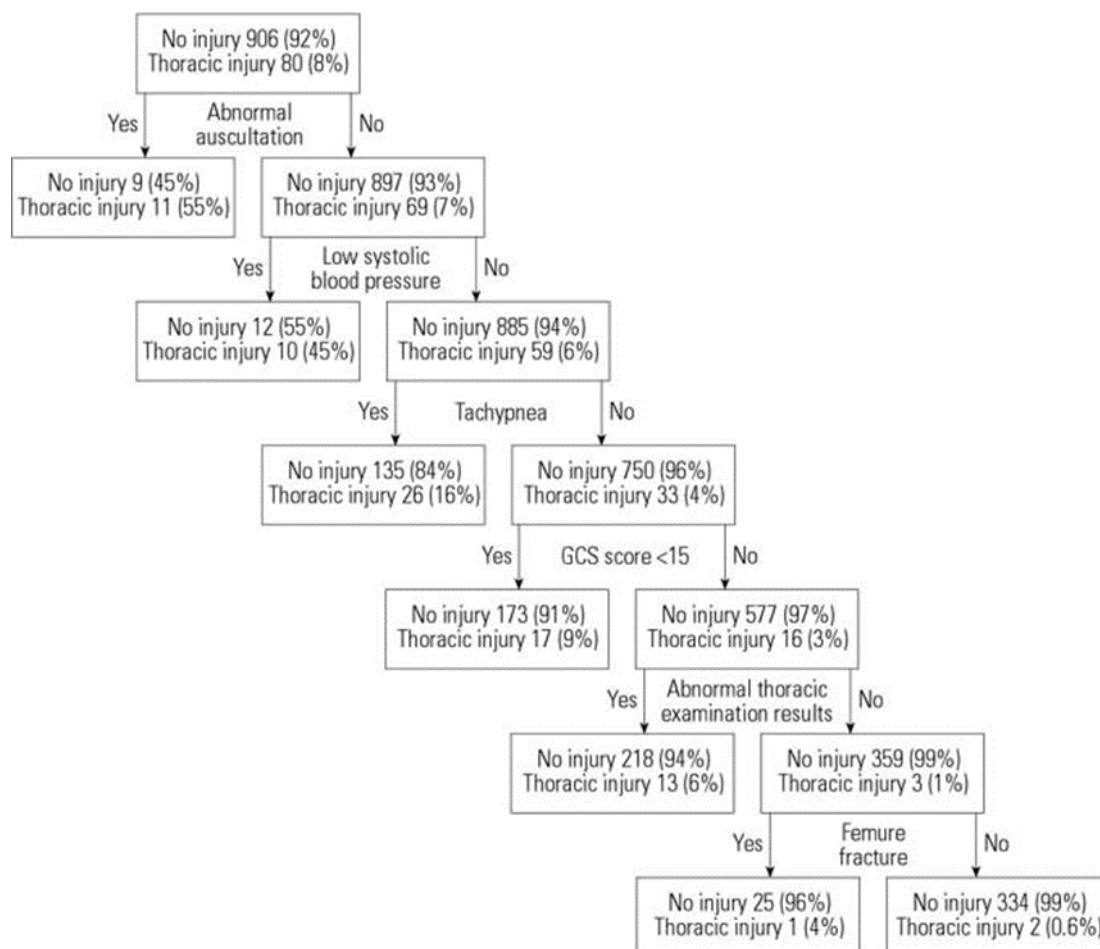 No injury 906 (92%)
Thoracic injury 80 (8%)
Yes
Abnormal
auscultation
No
No injury 9 (45%)
Thoracic injury 11 (55%)
No injury 897 (93%)
Thoracic injury 69 (7%)
Yes
Low systolic
blood pressure
No
No injury 12 (55%)
Thoracic injury 10 (45%)
No injury 885 (94%)
Thoracic injury 59 (6%)
Yes
Tachypnea
No
No injury 135 (84%)
Thoracic injury 26 (16%)
No injury 750 (96%)
Thoracic injury 33 (4%)
Yes
GCS score <15
No
No injury 173 (91%)
Thoracic injury 17 (9%)
No injury 577 (97%)
Thoracic injury 16 (3%)
Yes
Abnormal thoracic
examination results
No
No injury 218 (94%)
Thoracic injury 13 (6%)
No injury 359 (99%)
Thoracic injury 3 (1%)
Yes
Femure
fracture
No
No injury 25 (96%)
Thoracic injury 1 (4%)
No injury 334 (99%)
Thoracic injury 2 (0.6%)